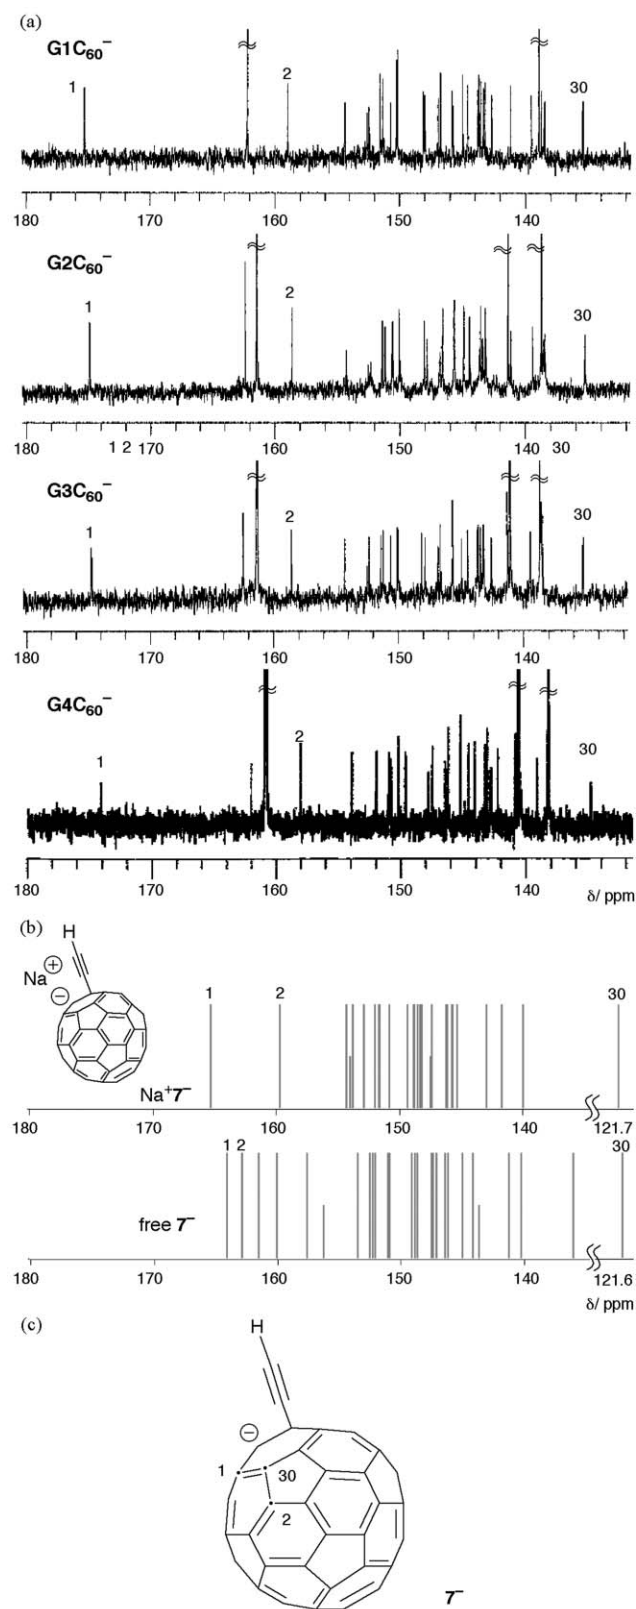 (a)
G1C60−
1
2
30
180 170 160 150 140
G2C60−
1
2
30
180 1 2 170 160 150 140 30
G3C60−
1
2
30
180 170 160 150 140
G4C60−
1
2
30
180 170 160 150 140
δ/ ppm
(b)
H
Na + −
1 2 30
Na+7−
180 170 160 150 140 121.7
1 2 30
free 7−
180 170 160 150 140 121.6
δ/ ppm
(c)
H
−
1
30
2
7−